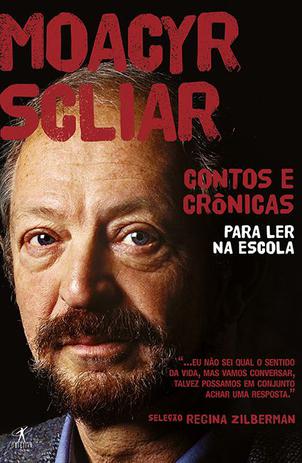 MOACYR
SCLIAR
CONTOS E
CRÔNICAS
PARA LER
NA ESCOLA
"...EU NÃO SEI QUAL O SENTIDO
DA VIDA, MAS VAMOS CONVERSAR,
TALVEZ POSSAMOS EM CONJUNTO
ACHAR UMA RESPOSTA."
SELEÇÃO REGINA ZILBERMAN
OBJETIVA